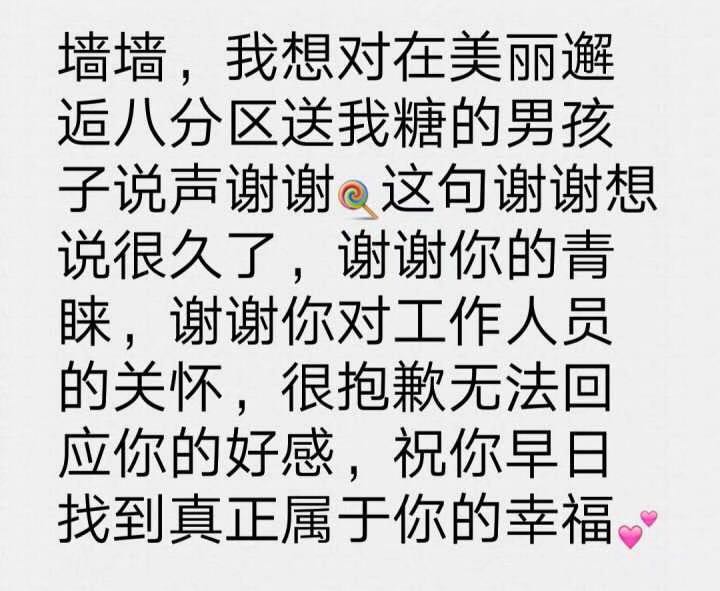 墙墙，我想对在美丽邂
逅八分区送我糖的男孩
子说声谢谢🍭这句谢谢想
说很久了，谢谢你的青
睐，谢谢你对工作人员
的关怀，很抱歉无法回
应你的好感，祝你早日
找到真正属于你的幸福💕